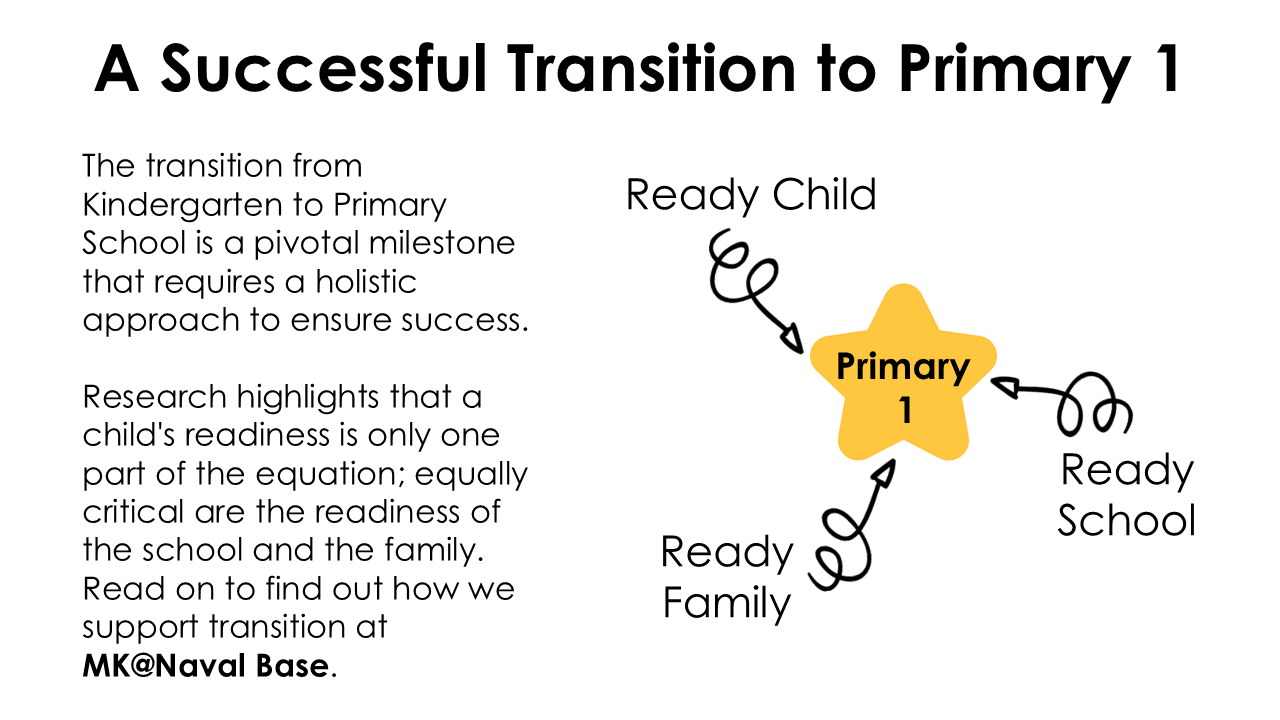 A Successful Transition to Primary 1
The transition from
Kindergarten to Primary
School is a pivotal milestone
that requires a holistic
approach to ensure success.
Research highlights that a
child's readiness is only one
part of the equation; equally
critical are the readiness of
the school and the family.
Read on to find out how we
support transition at
MK@Naval Base.
Ready Child
Primary
1
Ready
School
Ready
Family